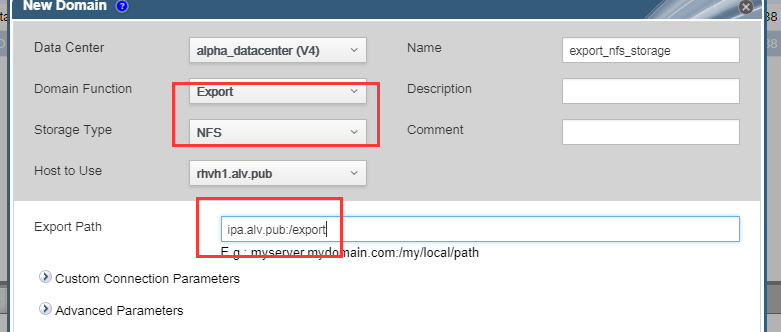 New Domain ?
Data Center alpha_datacenter (V4) Name export_nfs_storage
Domain Function Export Description
Storage Type NFS Comment
Host to Use rhvh1.alv.pub
Export Path ipa.alv.pub:/export
E.g.: myserver.mydomain.com:/my/local/path
Custom Connection Parameters
Advanced Parameters